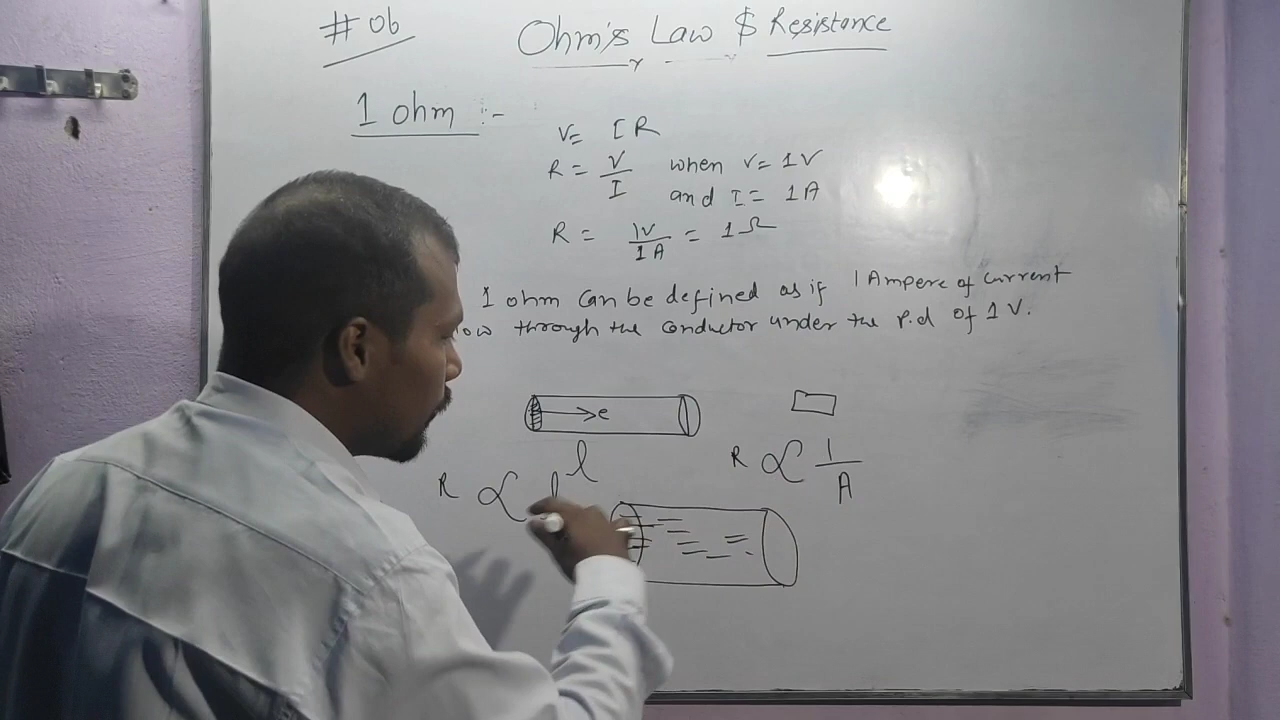 # 06
Ohm's Law $ Resistance
1 ohm :-
V= IR
R = V/I when V= 1V
and I = 1A
R = 1V/1A = 1Ω
1 ohm can be defined as if 1 Ampere of current
ow through the conductor under the p.d of 1 V.
e
l
R ∝ l
R ∝ 1/A